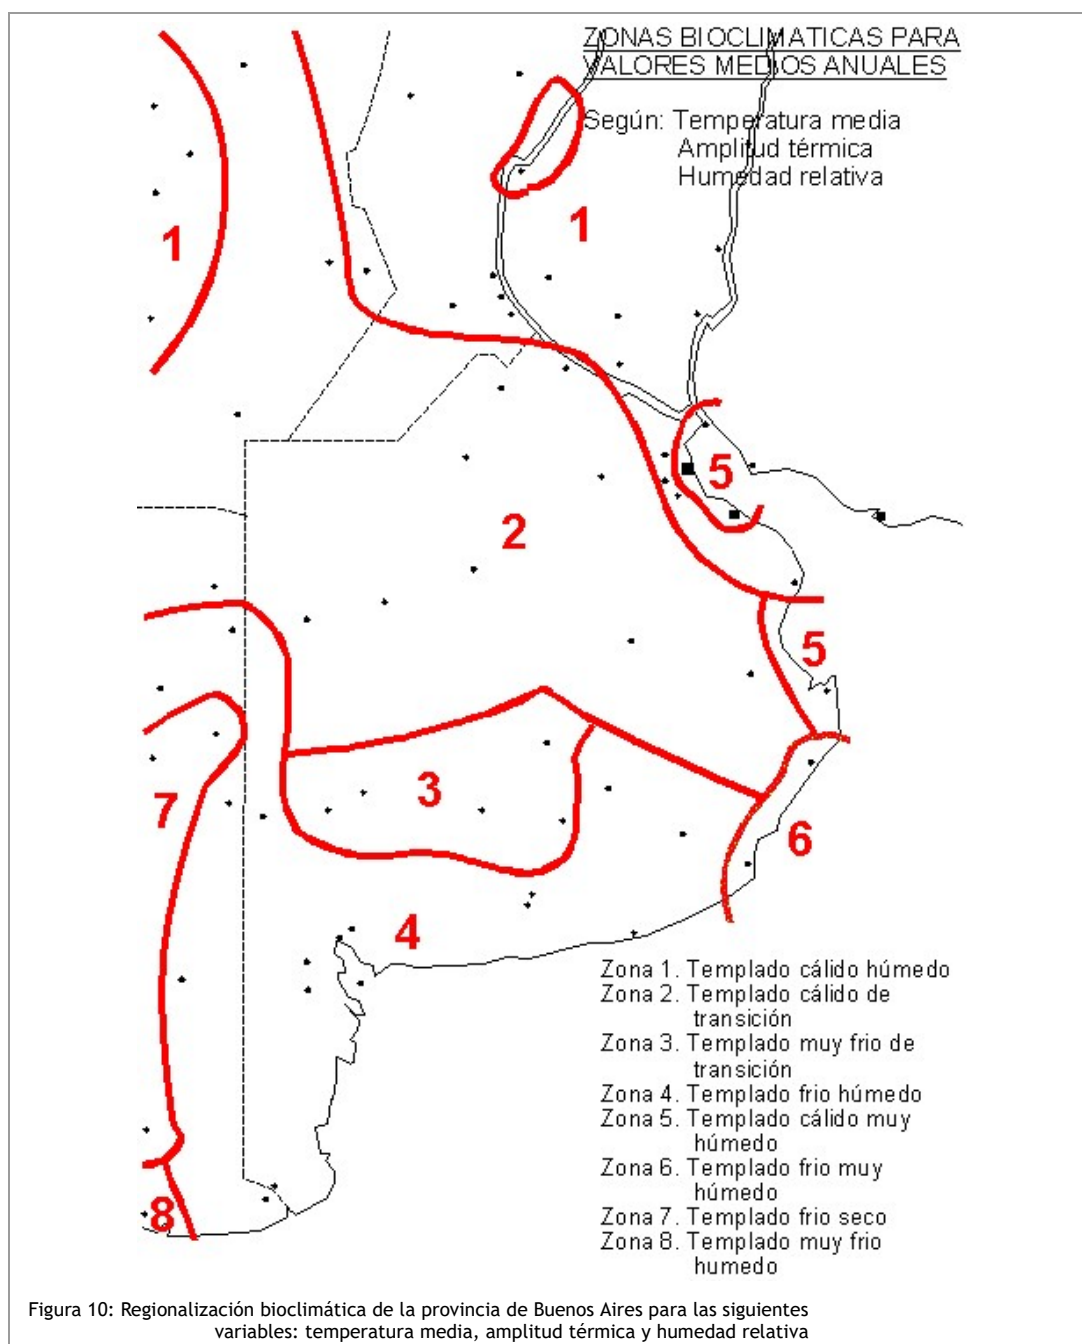 ZONAS BIOCLIMATICAS PARA
VALORES MEDIOS ANUALES
Según: Temperatura media
Amplitud térmica
Humedad relativa
1
1
5
2
5
3
7
6
4
8
Zona 1. Templado cálido húmedo
Zona 2. Templado cálido de
transición
Zona 3. Templado muy frio de
transición
Zona 4. Templado frio húmedo
Zona 5. Templado cálido muy
húmedo
Zona 6. Templado frio muy
húmedo
Zona 7. Templado frio seco
Zona 8. Templado muy frio
humedo
Figura 10: Regionalización bioclimática de la provincia de Buenos Aires para las siguientes
variables: temperatura media, amplitud térmica y humedad relativa